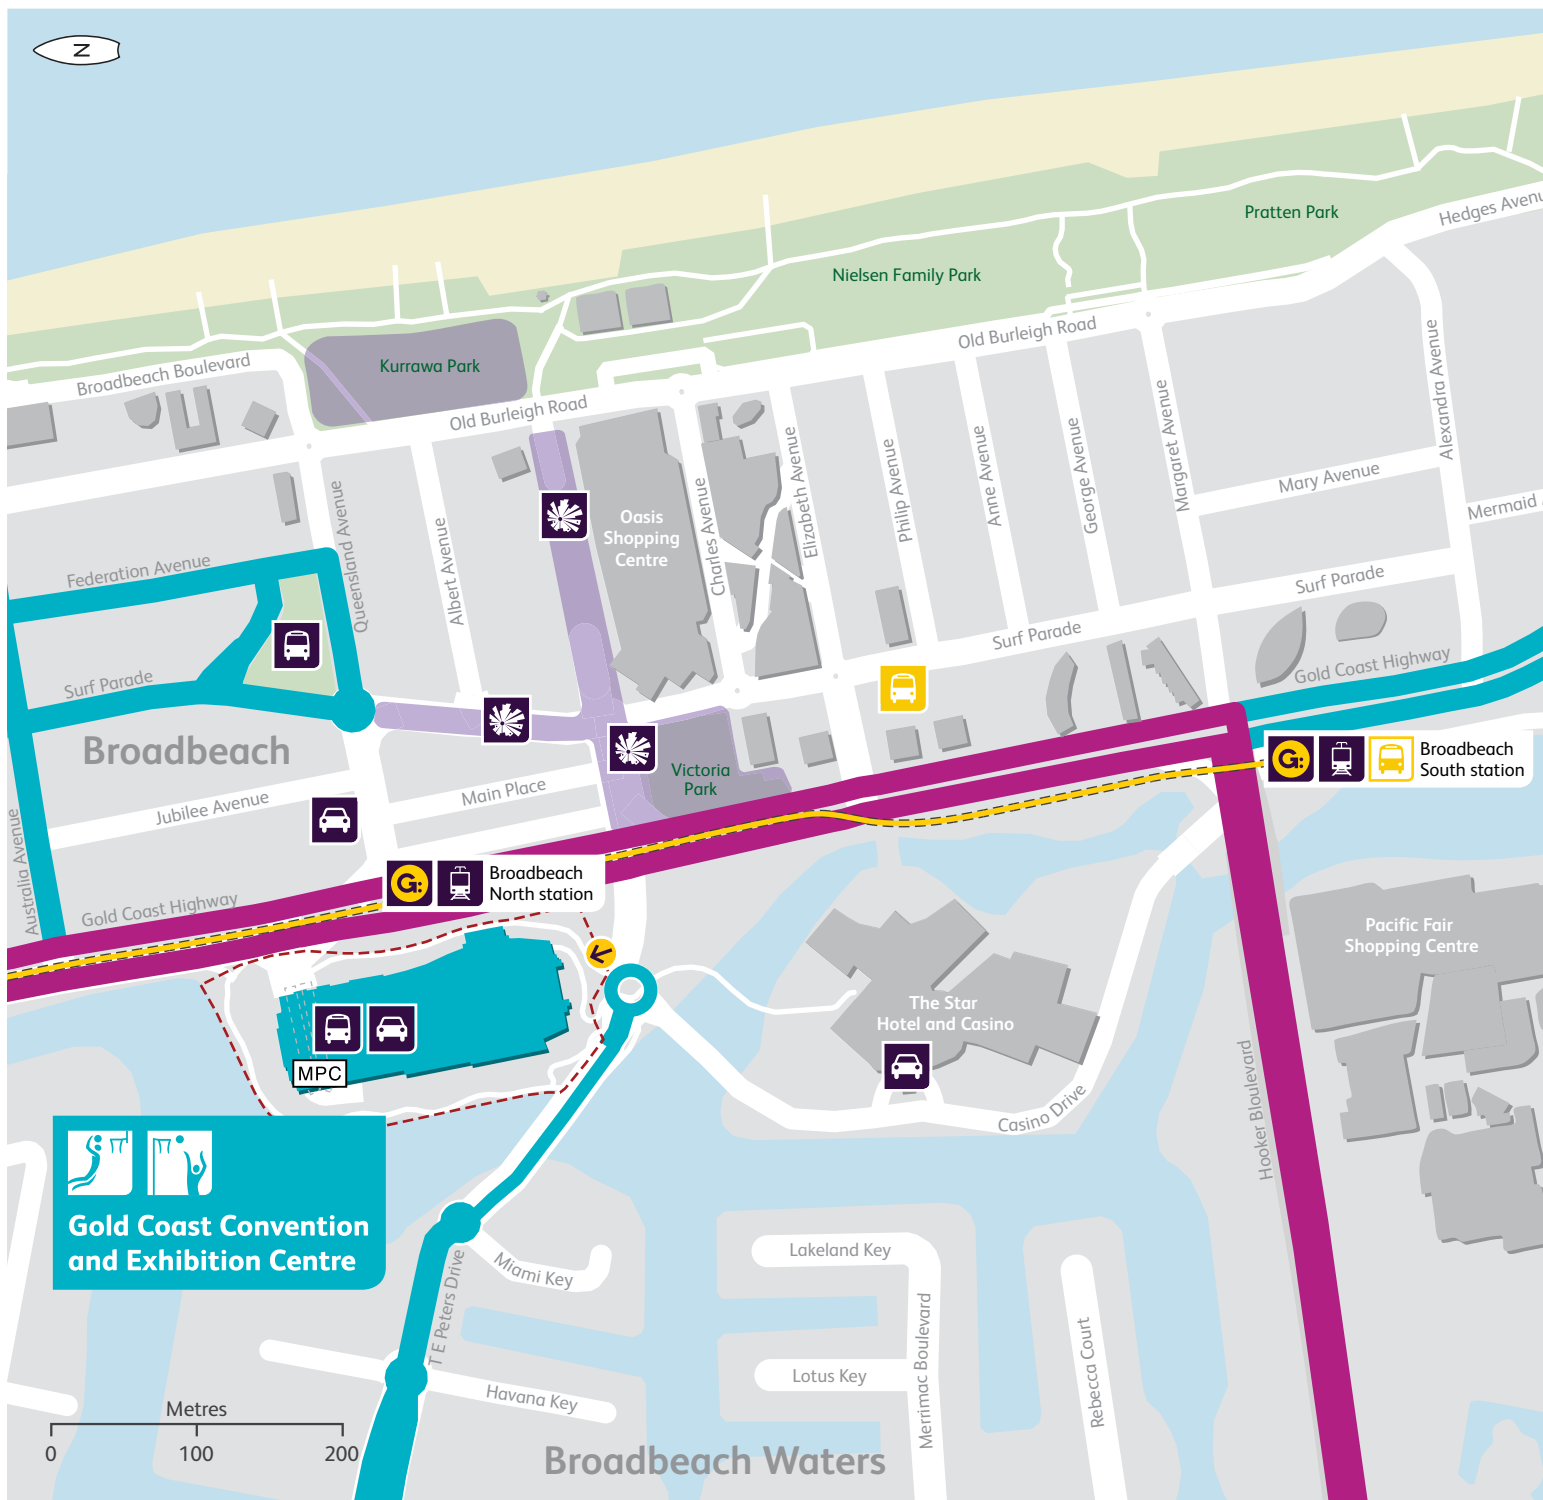 N
Pratten Park
Hedges Avenu
Nielsen Family Park
Old Burleigh Road
Kurrawa Park
Broadbeach Boulevard
Old Burleigh Road
Alexandra Avenue
Margaret Avenue
George Avenue
Anne Avenue
Philip Avenue
Elizabeth Avenue
Charles Avenue
Mary Avenue
Mermaid
Oasis
Shopping
Centre
Queensland Avenue
Albert Avenue
Federation Avenue
Surf Parade
Surf Parade
Surf Parade
Gold Coast Highway
Broadbeach
Victoria
Park
G:
Broadbeach
South station
Main Place
Jubilee Avenue
Australia Avenue
Gold Coast Highway
G:
Broadbeach
North station
Pacific Fair
Shopping Centre
The Star
Hotel and Casino
MPC
Casino Drive
Hooker Bloulevard
Gold Coast Convention
and Exhibition Centre
Miami Key
T E Peters Drive
Havana Key
Lakeland Key
Lotus Key
Merrimac Boulevard
Rebecca Court
Metres
0 100 200
Broadbeach Waters